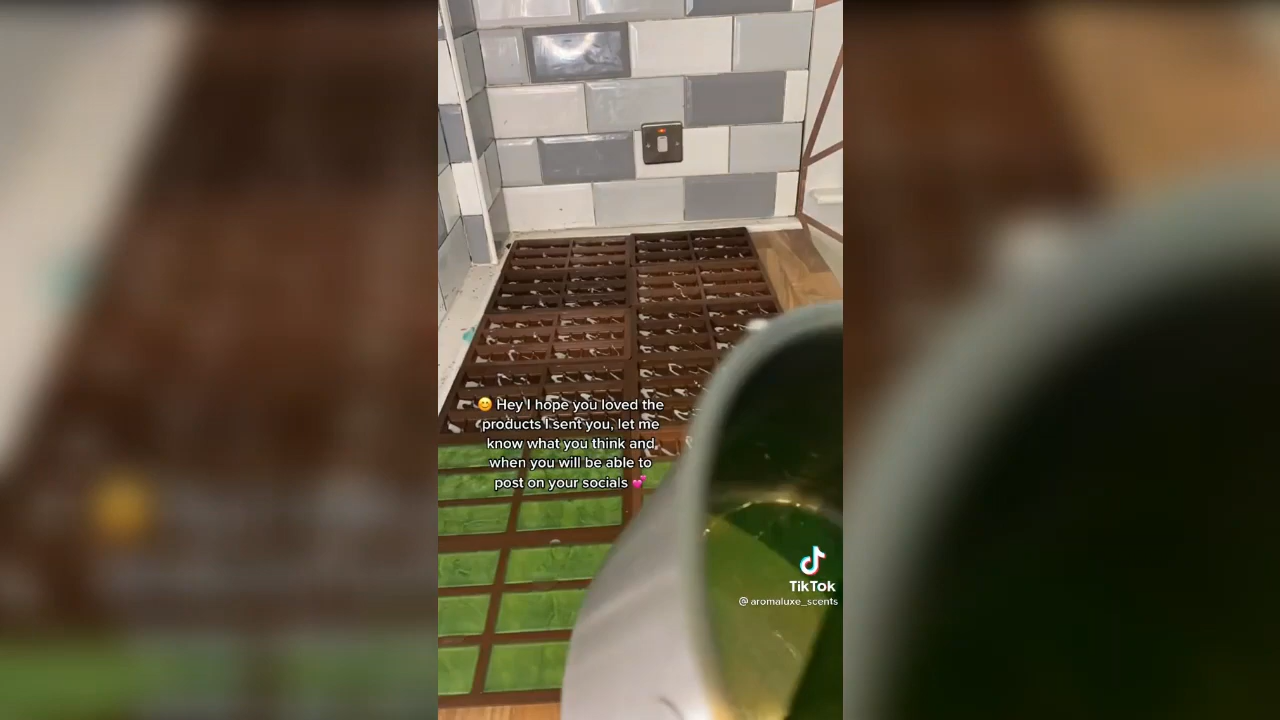 😊 Hey I hope you loved the
products I sent you, let me
know what you think and
when you will be able to
post on your socials 💕
TikTok
@ aromaluxe_scents